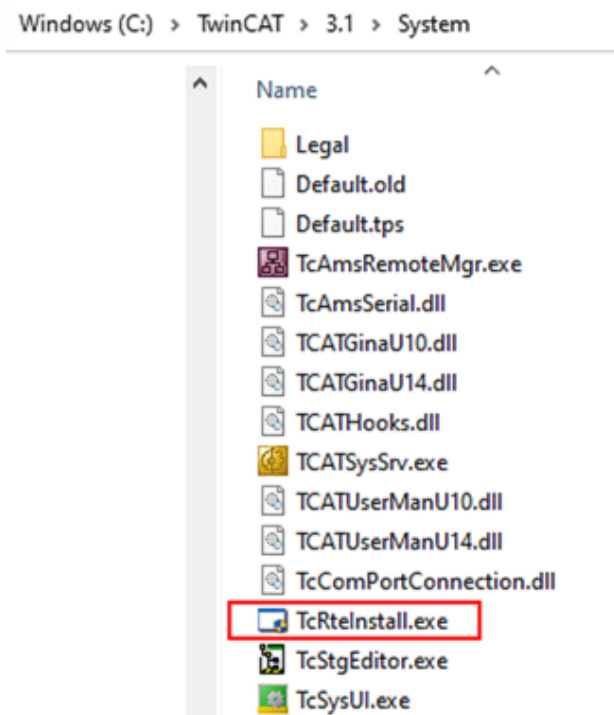 Windows (C:) > TwinCAT > 3.1 > System
Name
Legal
Default.old
Default.tps
TcAmsRemoteMgr.exe
TcAmsSerial.dll
TCATGinaU10.dll
TCATGinaU14.dll
TCATHooks.dll
TCATSysSrv.exe
TCATUserManU10.dll
TCATUserManU14.dll
TcComPortConnection.dll
TcRteInstall.exe
TcStgEditor.exe
TcSysUI.exe